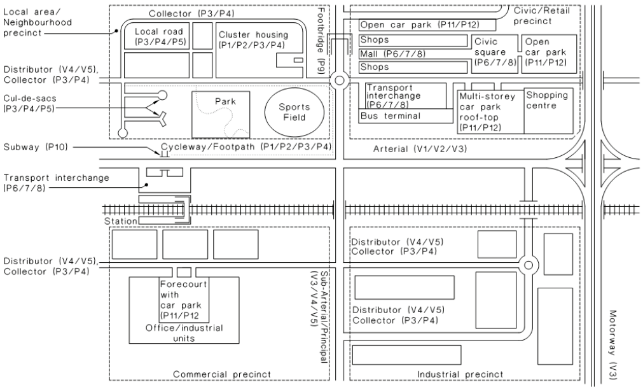 Local area/
Neighbourhood
precinct
Collector (P3/P4)
Local road
(P3/P4/P5)
Cluster housing
(P1/P2/P3/P4)
Footbridge (P9)
Civic/Retail
precinct
Open car park (P11/P12)
Shops
Mall (P6/7/8)
Shops
Civic
square
(P6/7/8)
Open
car park
(P11/P12)
Distributor (V4/V5),
Collector (P3/P4)
Cul-de-sacs
(P3/P4/P5)
Park
Sports
Field
Transport
interchange
(P6/7/8)
Bus terminal
Multi-storey
car park
roof-top
(P11/P12)
Shopping
centre
Subway (P10)
Cycleway/Footpath (P1/P2/P3/P4)
Arterial (V1/V2/V3)
Transport interchange
(P6/7/8)
Station
Distributor (V4/V5),
Collector (P3/P4)
Distributor (V4/V5)
Collector (P3/P4)
Forecourt
with
car park
(P11/P12
Office/industrial
units
Sub-Arterial/Principal
(V3/V4/V5)
Distributor (V4/V5)
Collector (P3/P4)
Motorway (V3)
Commercial precinct
Industrial precinct